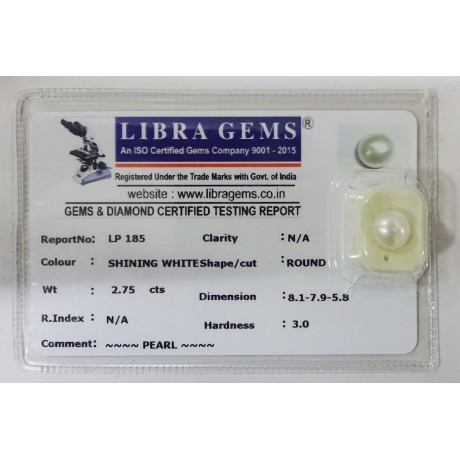 LIBRA GEMS®
An ISO Certified Gems Company 9001 - 2015
Registered Under the Trade Marks with Govt. of India
website : www.libragems.co.in
GEMS & DIAMOND CERTIFIED TESTING REPORT
ReportNo: LP 185 Clarity : N/A
Colour : SHINING WHITE Shape/cut : ROUND
Wt : 2.75 cts Dimension :8.1-7.9-5.8
R.Index : N/A Hardness : 3.0
Comment: ~~~~ PEARL ~~~~